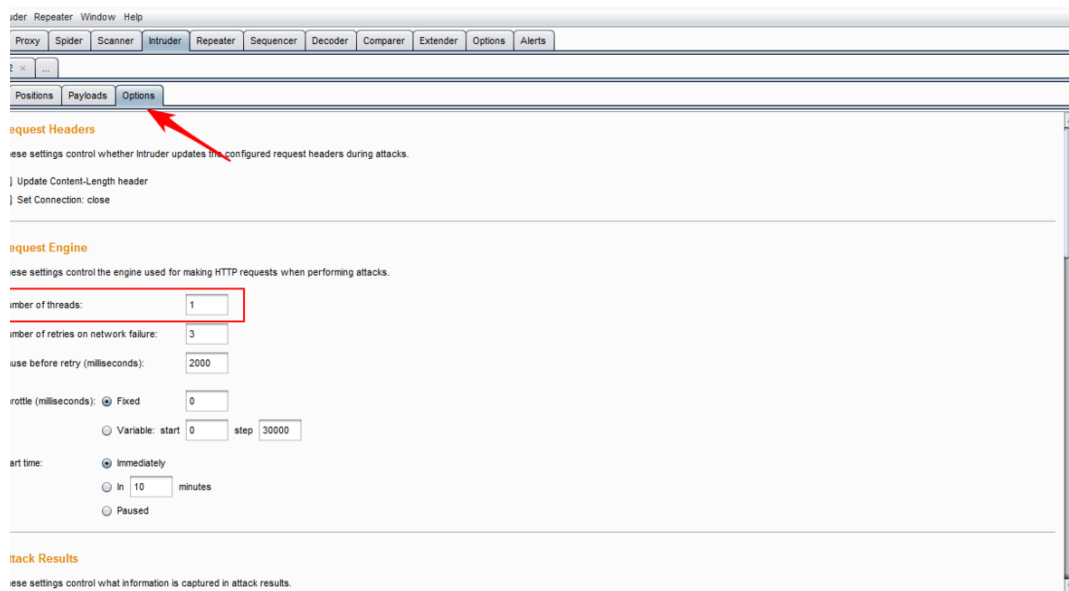 uder Repeater Window Help
Proxy Spider Scanner Intruder Repeater Sequencer Decoder Comparer Extender Options Alerts
2 × ...
Positions Payloads Options
equest Headers
ese settings control whether Intruder updates the configured request headers during attacks.
Update Content-Length header
Set Connection: close
equest Engine
ese settings control the engine used for making HTTP requests when performing attacks.
umber of threads: 1
umber of retries on network failure: 3
use before retry (milliseconds): 2000
rottle (milliseconds): Fixed 0
Variable: start 0 step 30000
art time: Immediately
In 10 minutes
Paused
ttack Results
ese settings control what information is captured in attack results.